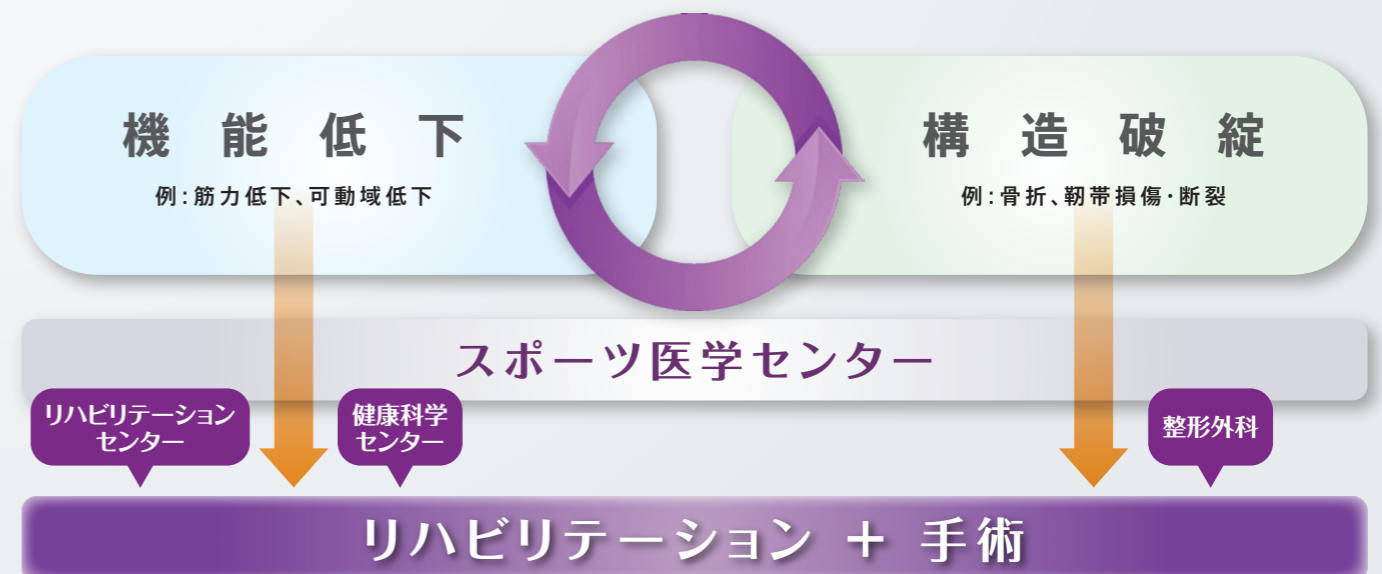 機能低下
例:筋力低下、可動域低下
構造破綻
例:骨折、靭帯損傷・断裂
スポーツ医学センター
リハビリテーション
センター
健康科学
センター
整形外科
リハビリテーション + 手術